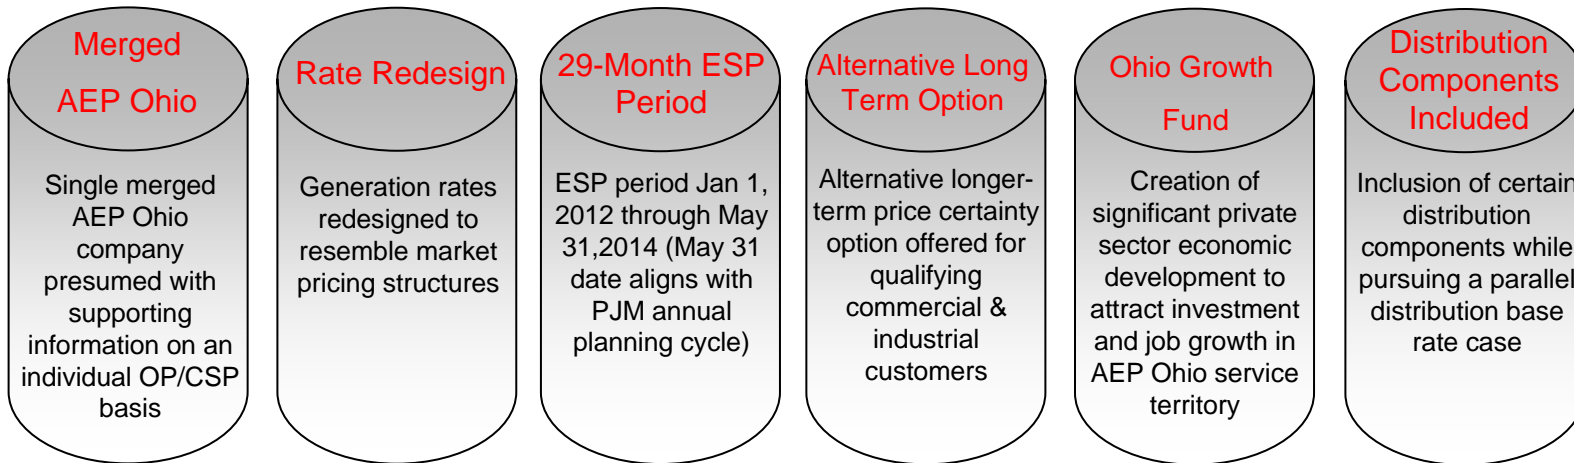 Merged
AEP Ohio
Single merged
AEP Ohio
company
presumed with
supporting
information on an
individual OP/CSP
basis
Rate Redesign
Generation rates
redesigned to
resemble market
pricing structures
29-Month ESP
Period
ESP period Jan 1,
2012 through May
31,2014 (May 31
date aligns with
PJM annual
planning cycle)
Alternative Long
Term Option
Alternative longer-
term price certainty
option offered for
qualifying
commercial &
industrial
customers
Ohio Growth
Fund
Creation of
significant private
sector economic
development to
attract investment
and job growth in
AEP Ohio service
territory
Distribution
Components
Included
Inclusion of certain
distribution
components while
pursuing a parallel
distribution base
rate case